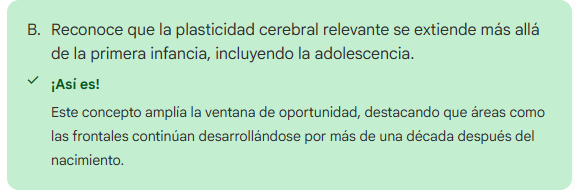 B. Reconoce que la plasticidad cerebral relevante se extiende más allá
de la primera infancia, incluyendo la adolescencia.
¡Así es!
Este concepto amplía la ventana de oportunidad, destacando que áreas como
las frontales continúan desarrollándose por más de una década después del
nacimiento.